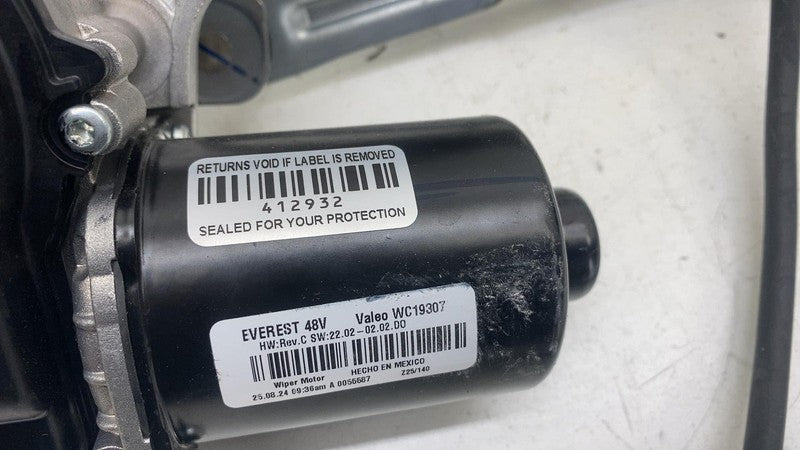 RETURNS VOID IF LABEL IS REMOVED
412932
SEALED FOR YOUR PROTECTION
EVEREST 48V Valeo WC19307
HW:Rev.C SW:22.02-02.02.D0
Wiper Motor HECHO EN MEXICO
25.08.24 09:36am A 0056687 Z25/140